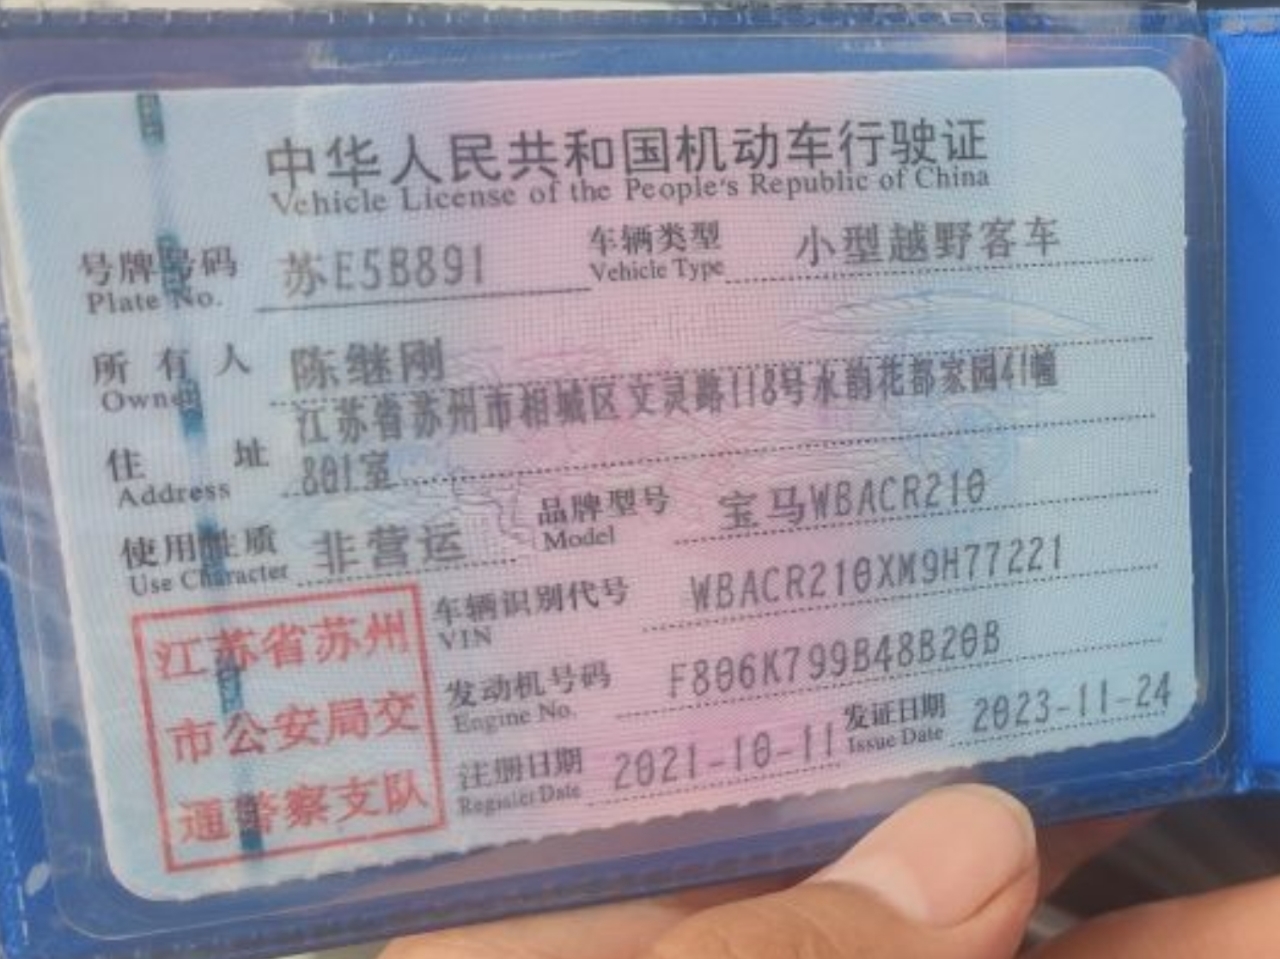 中华人民共和国机动车行驶证
Vehicle License of the People's Republic of China
号牌号码 苏E5B891 车辆类型 小型越野客车
Plate No. Vehicle Type
所有人 陈继刚
Owner
江苏省苏州市相城区文灵路118号水韵花都家园41幢
住址 801室
Address
使用性质 非营运 品牌型号 宝马WBACR210
Use Character Model
车辆识别代号 WBACR210XM9H77221
VIN
发动机号码 F806K799B48B20B
Engine No.
注册日期 2021-10-11 发证日期 2023-11-24
Register Date Issue Date
江苏省苏州
市公安局交
通警察支队